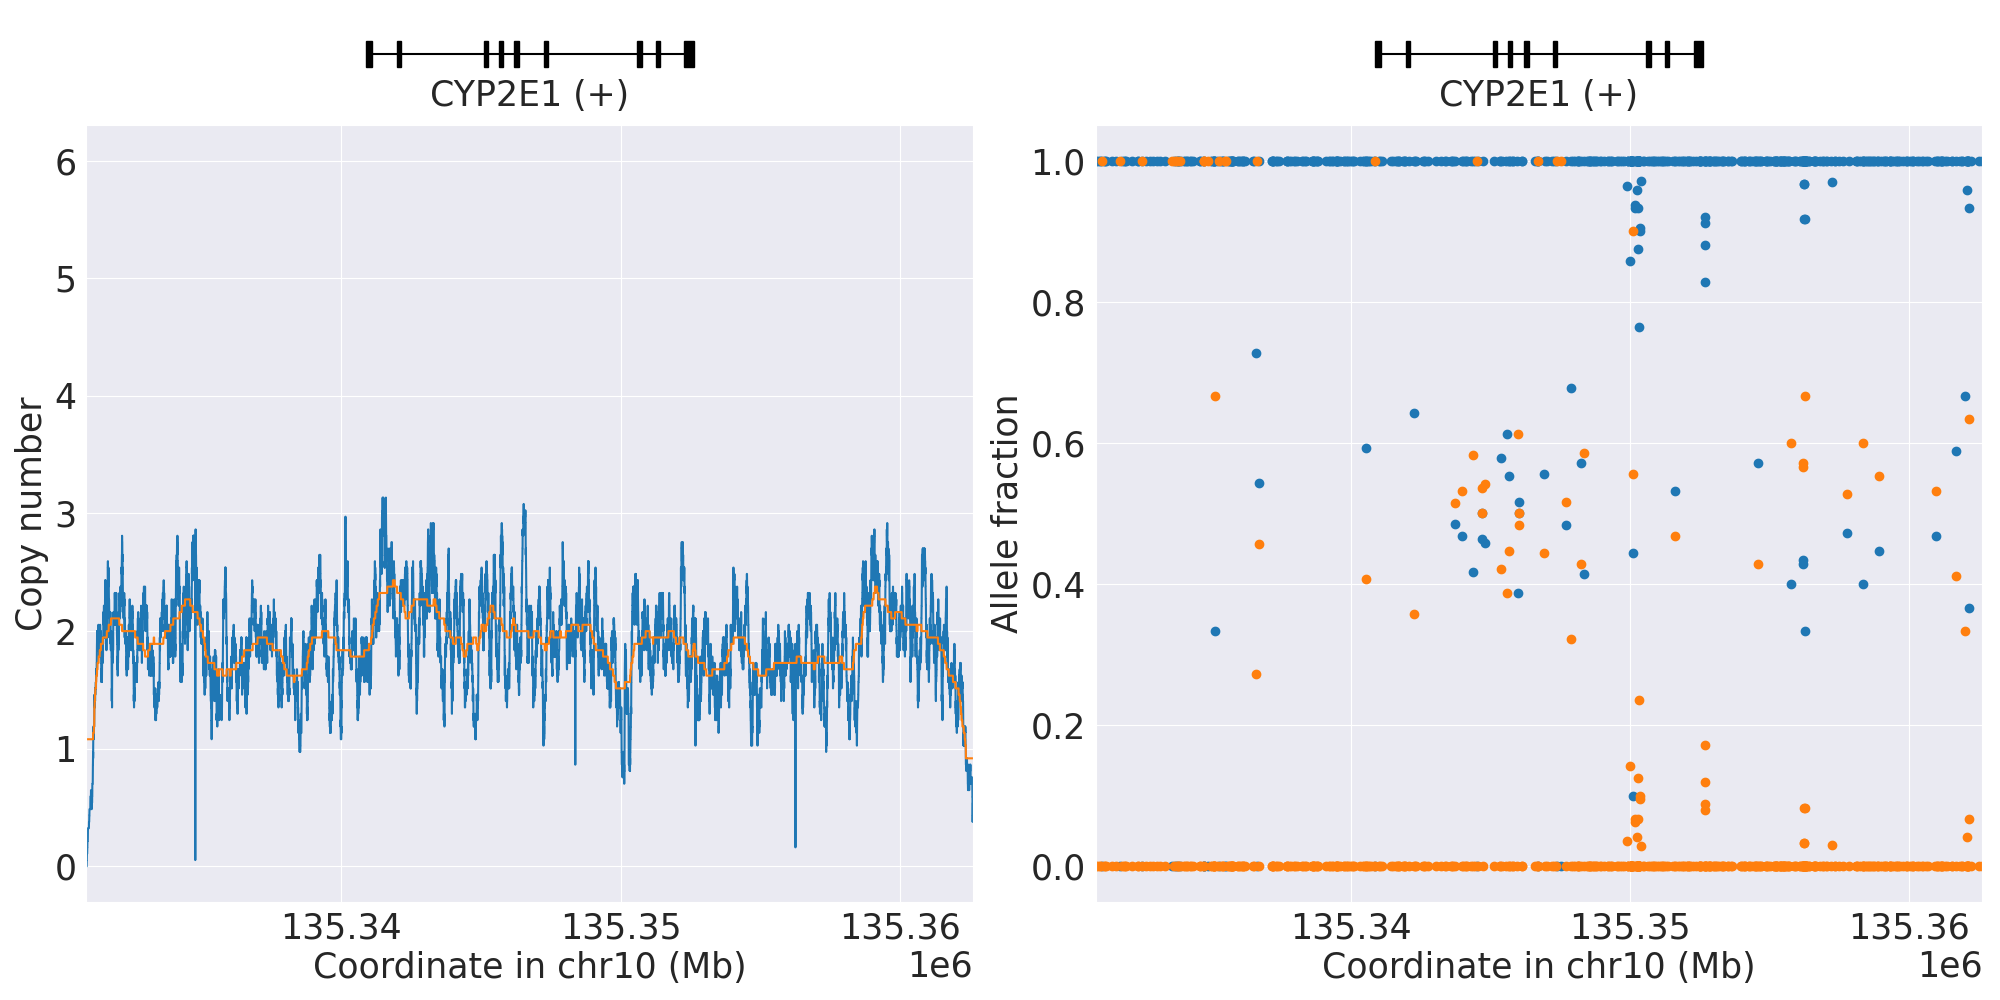 CYP2E1 (+)
Copy number
6
5
4
3
2
1
0
135.34 135.35 135.36
Coordinate in chr10 (Mb)
1e6
CYP2E1 (+)
Allele fraction
1.0
0.8
0.6
0.4
0.2
0.0
135.34 135.35 135.36
Coordinate in chr10 (Mb)
1e6